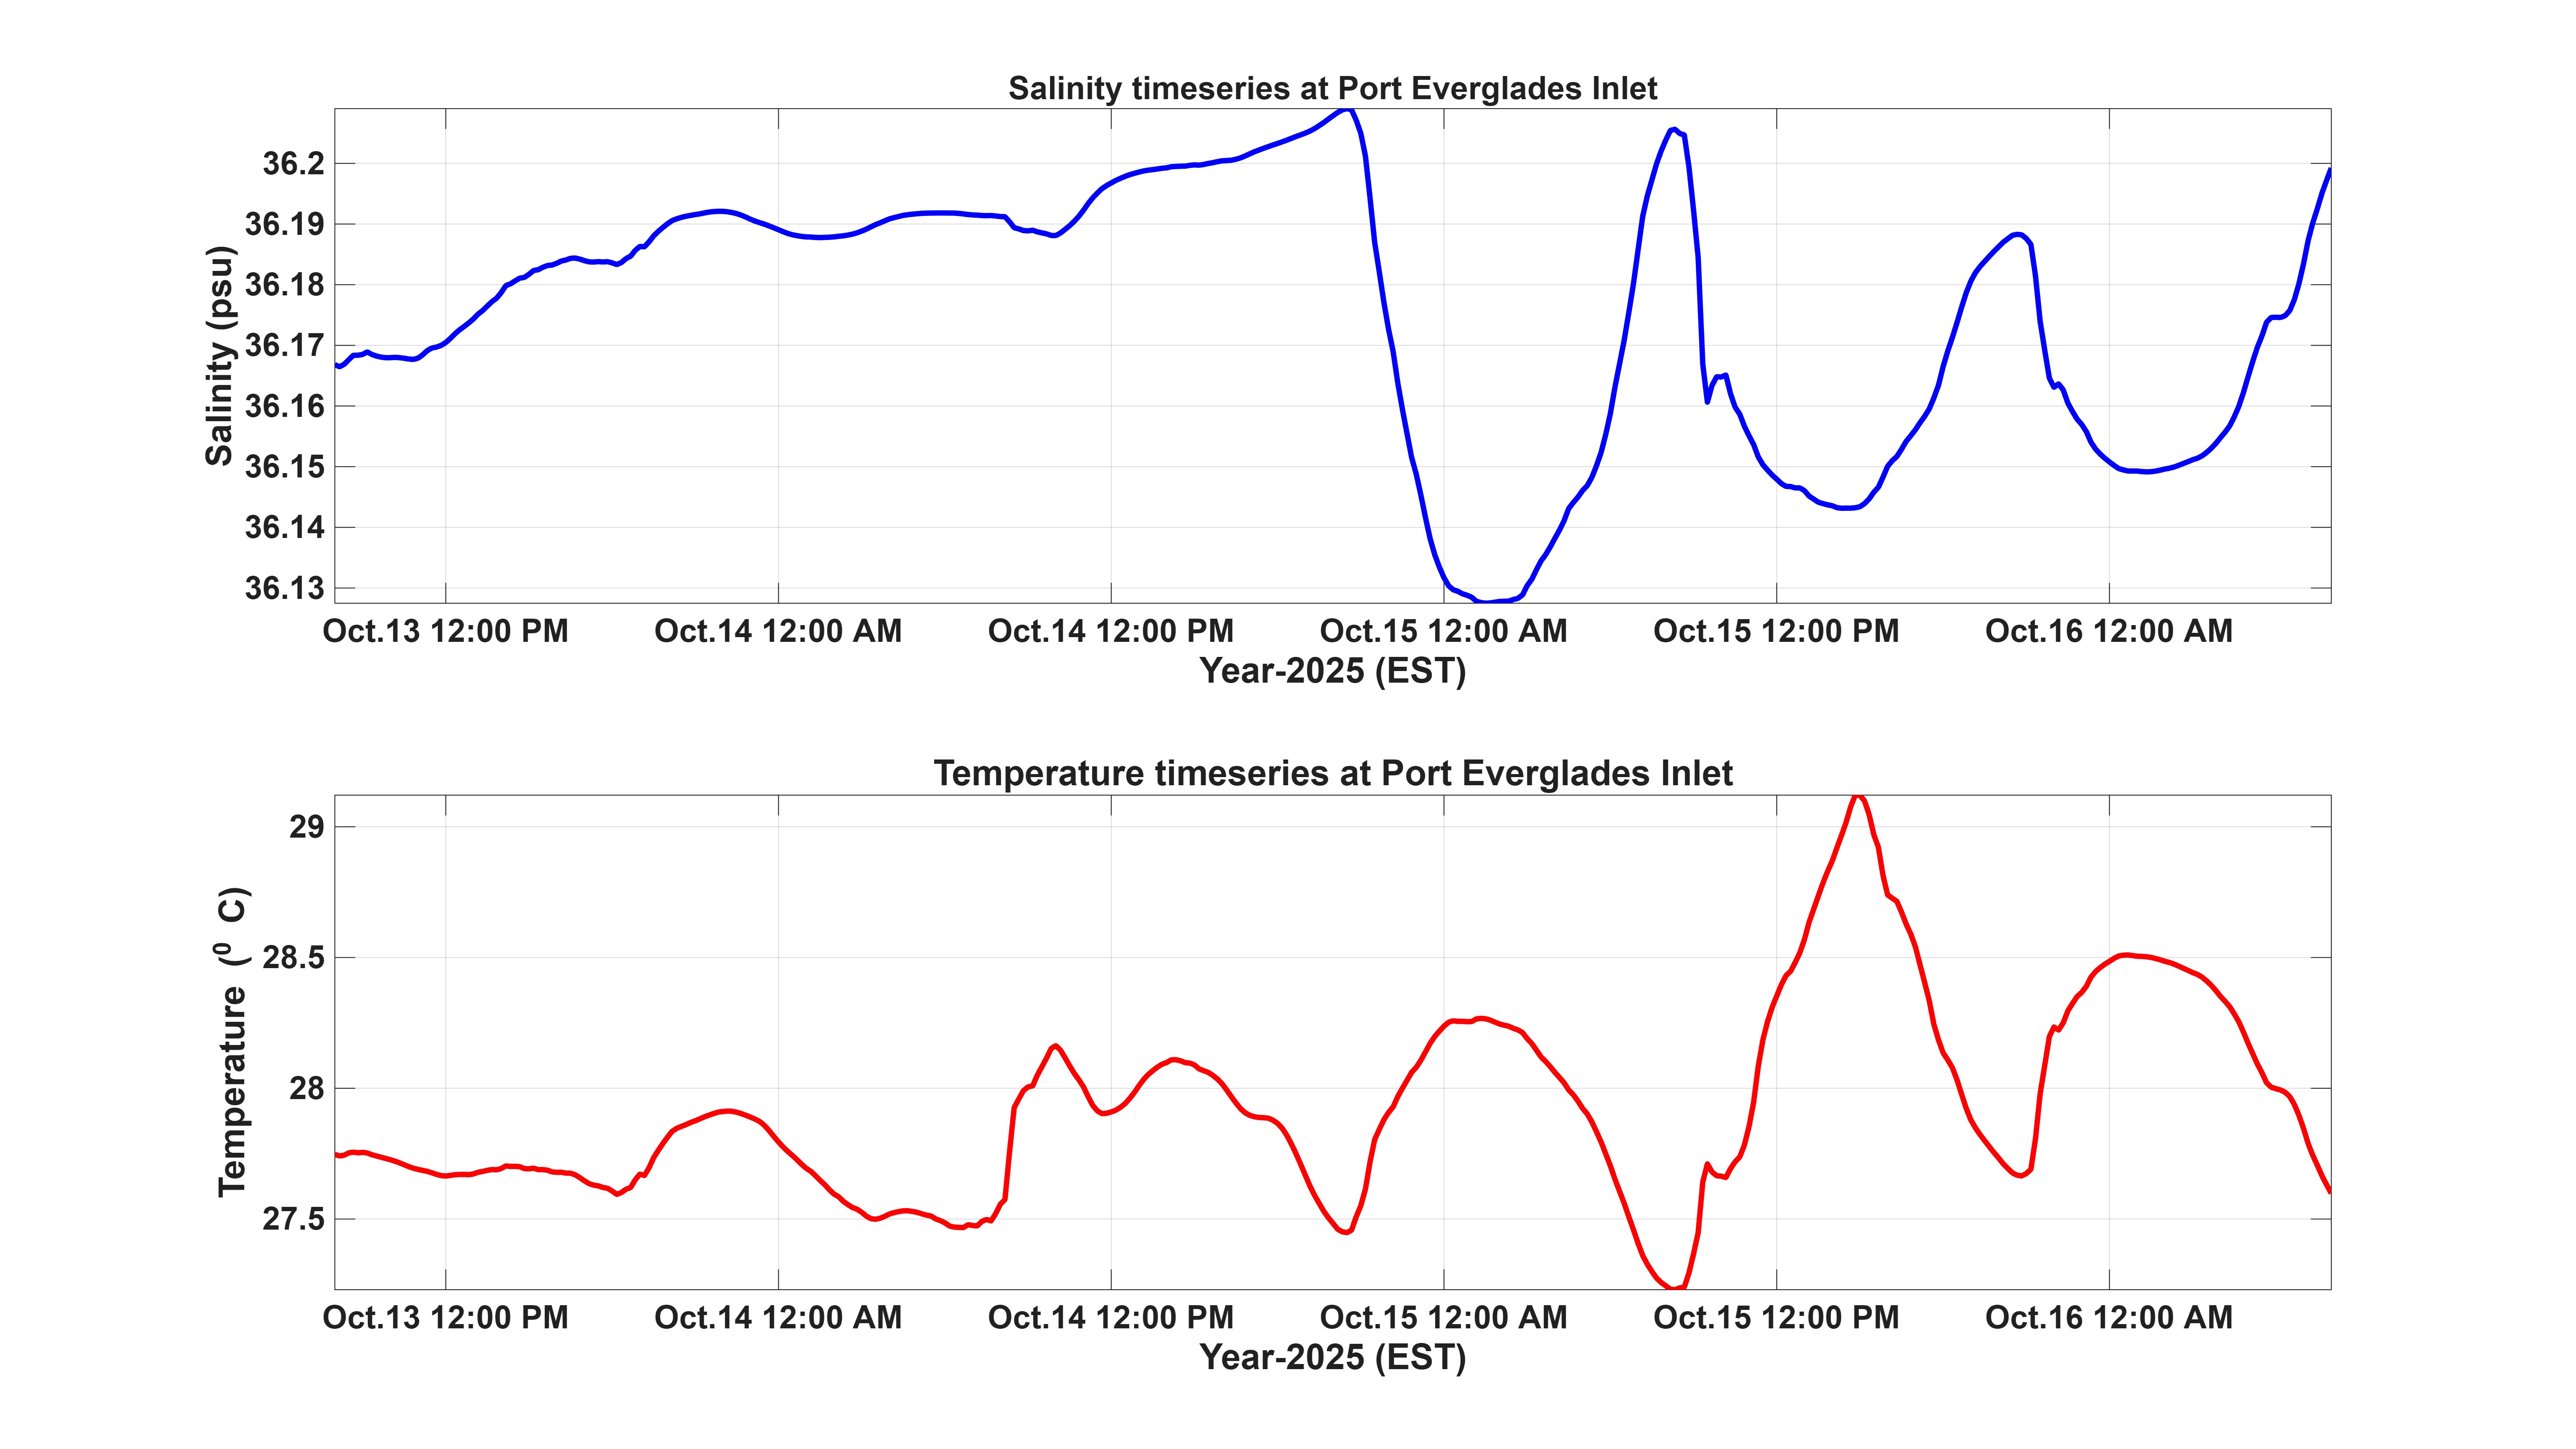 Salinity timeseries at Port Everglades Inlet
Salinity (psu)
36.2
36.19
36.18
36.17
36.16
36.15
36.14
36.13
Oct.13 12:00 PM Oct.14 12:00 AM Oct.14 12:00 PM Oct.15 12:00 AM Oct.15 12:00 PM Oct.16 12:00 AM
Year-2025 (EST)
Temperature timeseries at Port Everglades Inlet
Temperature (⁰ C)
29
28.5
28
27.5
Oct.13 12:00 PM Oct.14 12:00 AM Oct.14 12:00 PM Oct.15 12:00 AM Oct.15 12:00 PM Oct.16 12:00 AM
Year-2025 (EST)